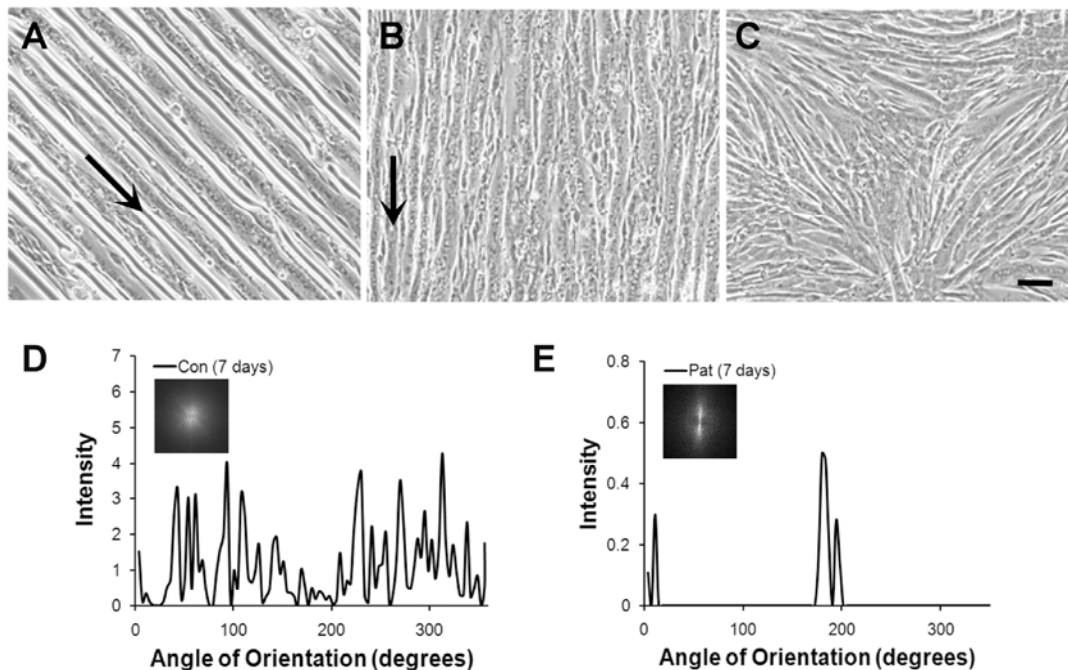 A
B
C
D
7
6
5
4
3
2
1
0
Intensity
Con (7 days)
0 100 200 300
Angle of Orientation (degrees)
E
0.8
0.6
0.4
0.2
0
Intensity
Pat (7 days)
0 100 200 300
Angle of Orientation (degrees)